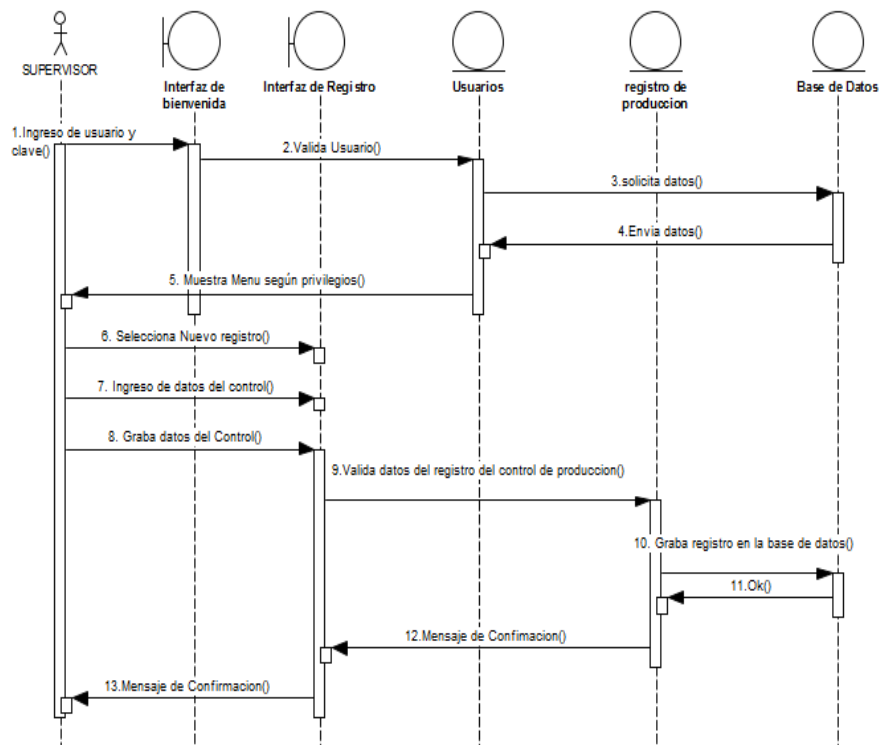 SUPERVISOR
Interfaz de
bienvenida
Interfaz de Registro
Usuarios
registro de
produccion
Base de Datos
1.Ingreso de usuario y
clave()
2.Valida Usuario()
3.solicita datos()
4.Envia datos()
5. Muestra Menu según privilegios()
6. Selecciona Nuevo registro()
7. Ingreso de datos del control()
8. Graba datos del Control()
9.Valida datos del registro del control de produccion()
10. Graba registro en la base de datos()
11.Ok()
12.Mensaje de Confimacion()
13.Mensaje de Confirmacion()